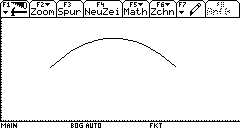 F1 F2 Zoom F3 Spur F4 NeuZei F5 Math F6 Zchn F7
MAIN BOG AUTO FKT